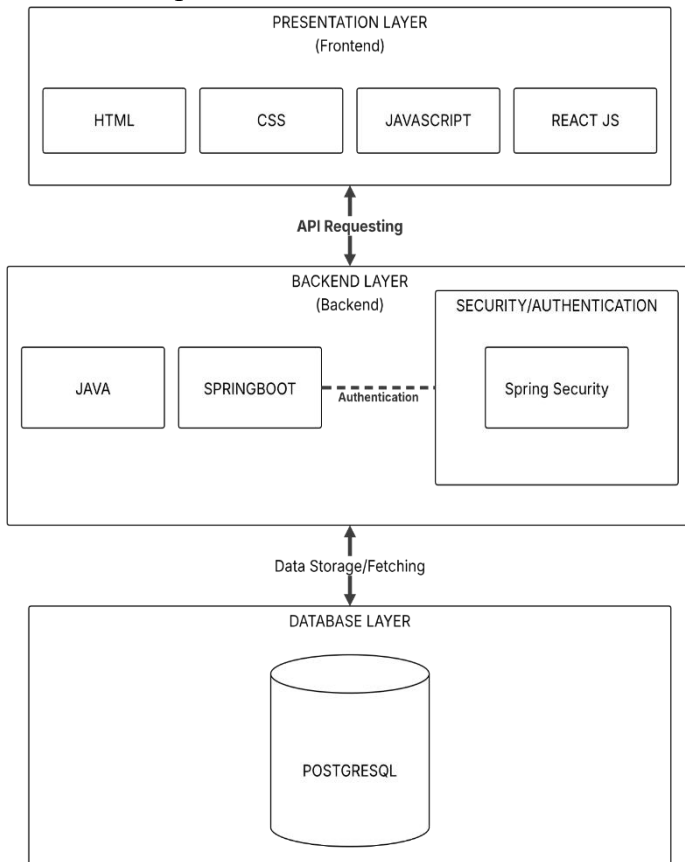 PRESENTATION LAYER
(Frontend)
HTML
CSS
JAVASCRIPT
REACT JS
API Requesting
BACKEND LAYER
(Backend)
SECURITY/AUTHENTICATION
JAVA
SPRINGBOOT
Authentication
Spring Security
Data Storage/Fetching
DATABASE LAYER
POSTGRESQL